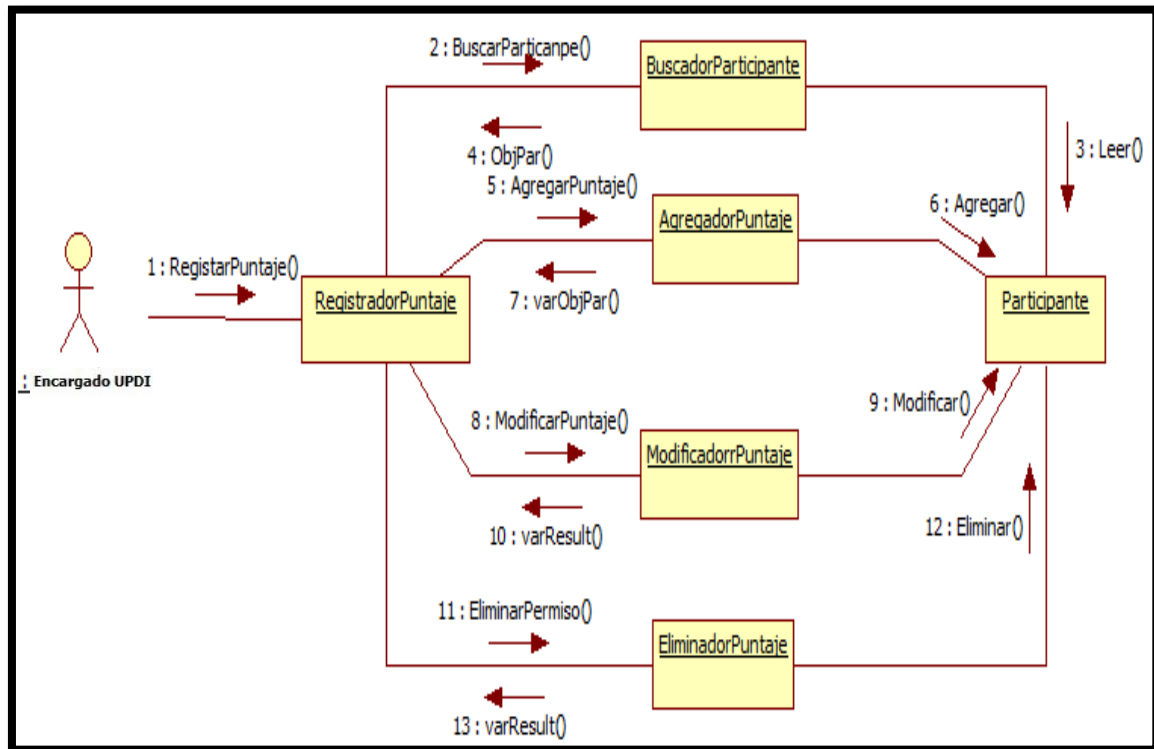 2 : BuscarParticanpe()
BuscadorParticipante
4 : ObjPar()
3 : Leer()
5 : AgregarPuntaje()
AgregadorPuntaje
6 : Agregar()
1 : RegistarPuntaje()
7 : varObjPar()
RegistradorPuntaje
Participante
: Encargado UPDI
8 : ModificarPuntaje()
9 : Modificar()
ModificadorrPuntaje
10 : varResult()
12 : Eliminar()
11 : EliminarPermiso()
EliminadorPuntaje
13 : varResult()